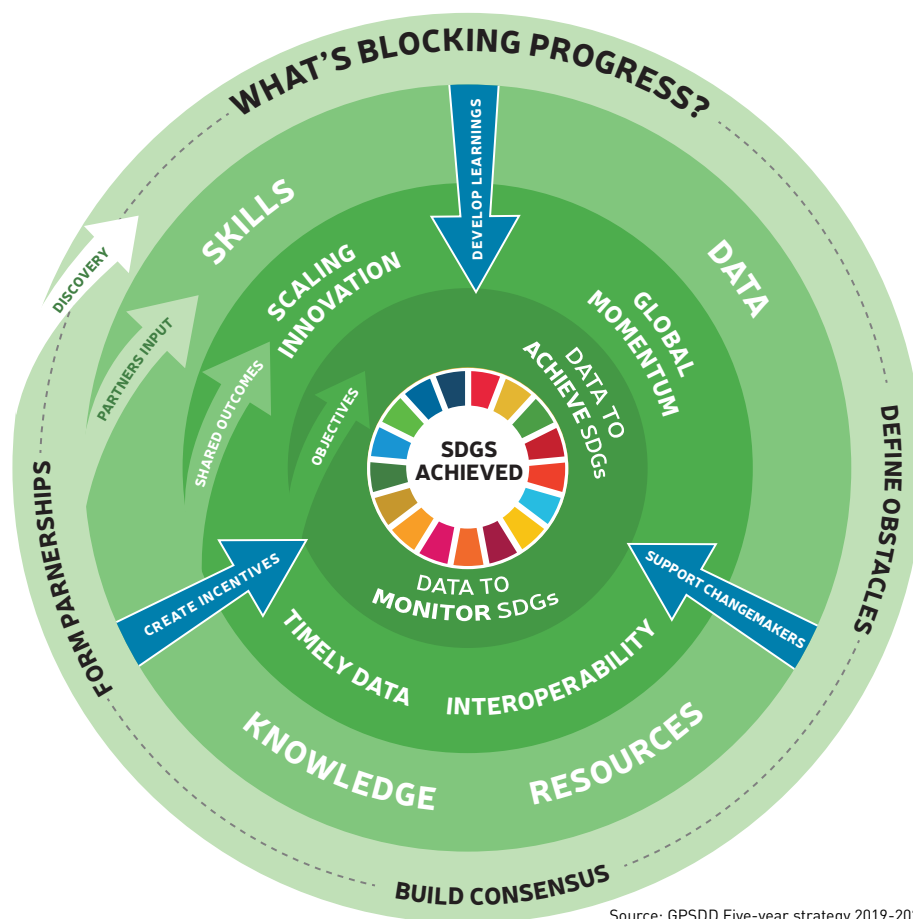 WHAT'S BLOCKING PROGRESS?
DEVELOP LEARNINGS
SKILLS
DATA
DISCOVERY
PARTNERS INPUT
SHARED OUTCOMES
OBJECTIVES
SCALING
INNOVATION
GLOBAL
MOMENTUM
DATA TO
ACHIEVE SDGs
SDGS
ACHIEVED
DATA TO
MONITOR SDGs
DEFINE OBSTACLES
FORM PARNERSHIPS
CREATE INCENTIVES
SUPPORT CHANGEMAKERS
TIMELY DATA
INTEROPERABILITY
KNOWLEDGE
RESOURCES
BUILD CONSENSUS
Source: GPSDD Five-year strategy 2019-20